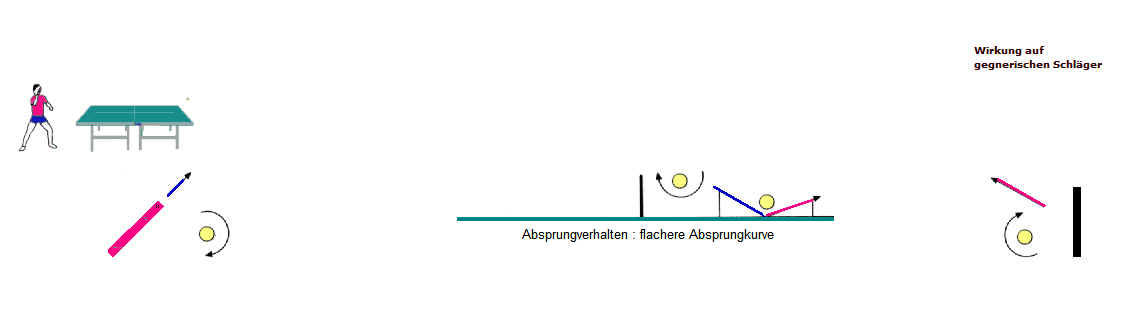 Wirkung auf
gegnerischen Schläger
Absprungverhalten : flachere Absprungkurve